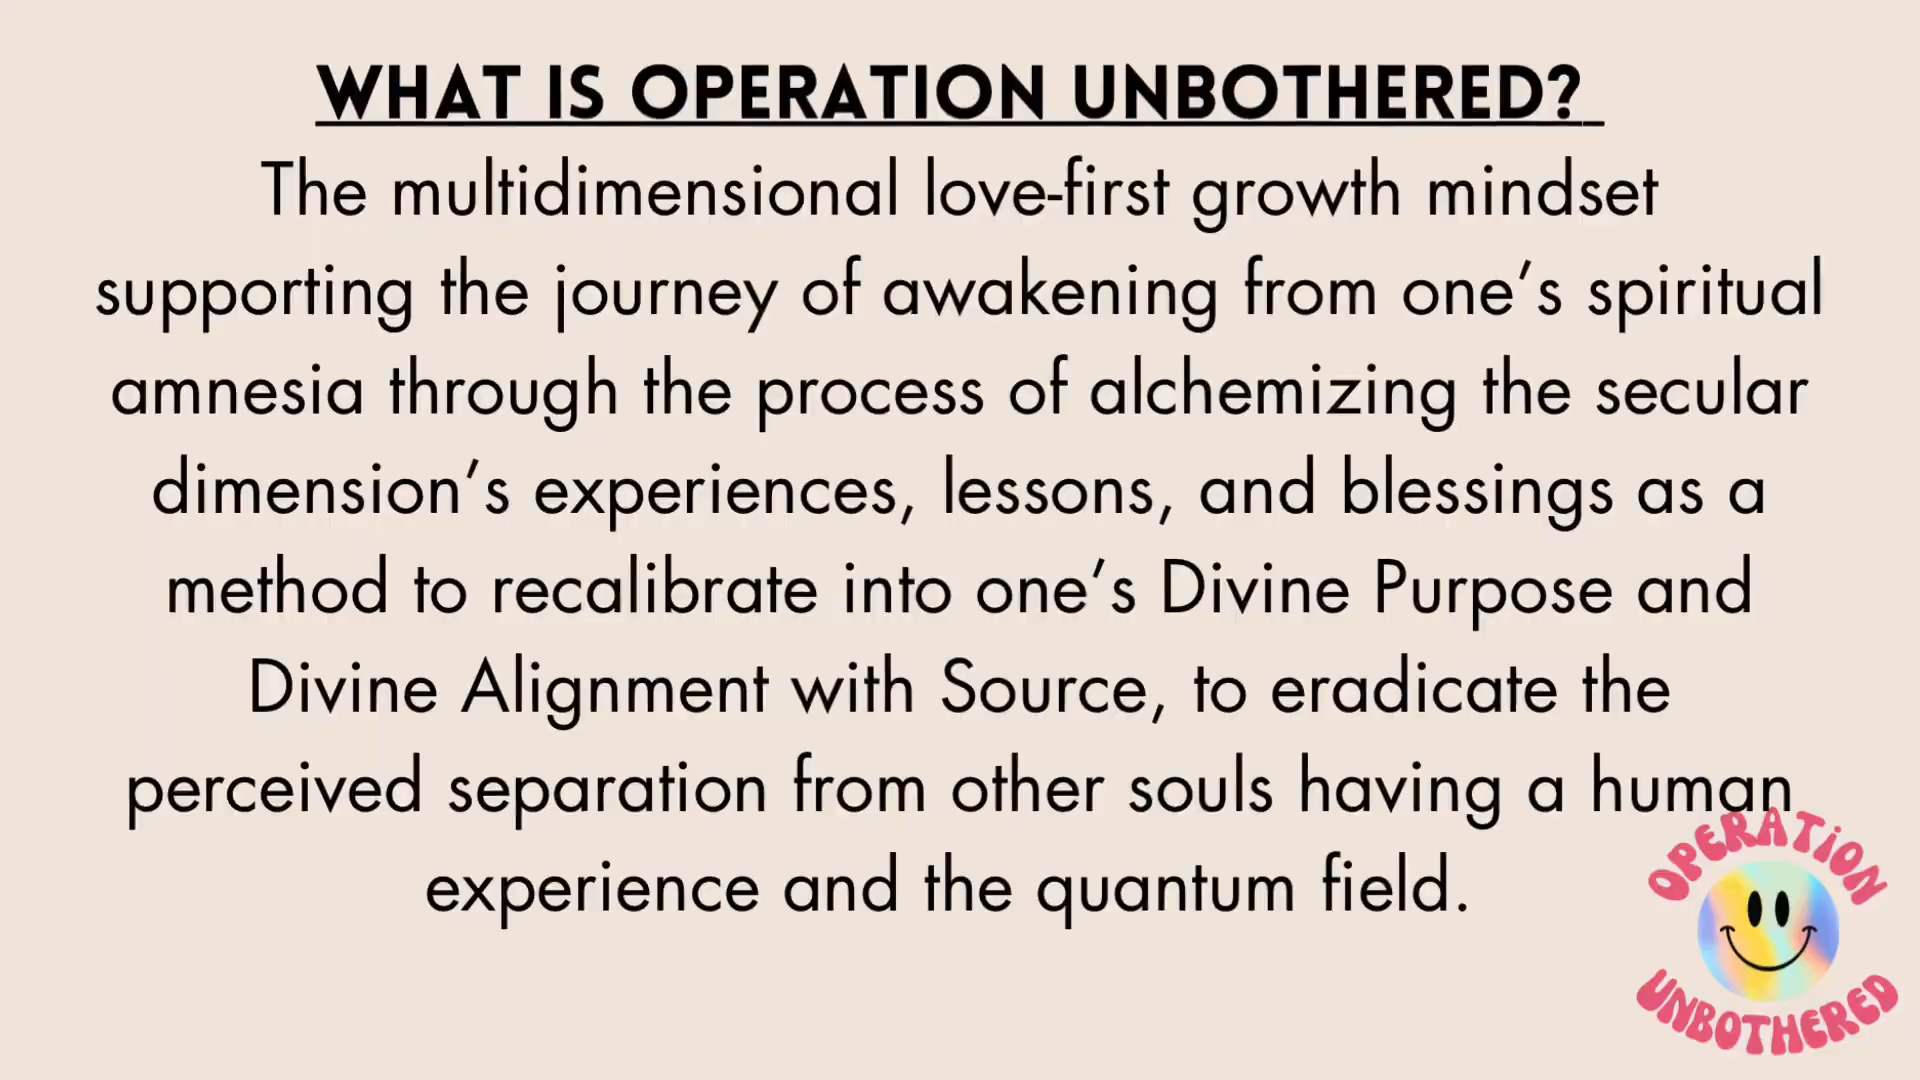 WHAT IS OPERATION UNBOTHERED?
The multidimensional love-first growth mindset
supporting the journey of awakening from one's spiritual
amnesia through the process of alchemizing the secular
dimension's experiences, lessons, and blessings as a
method to recalibrate into one's Divine Purpose and
Divine Alignment with Source, to eradicate the
perceived separation from other souls having a human
experience and the quantum field.
OPERATiON
UNBOTHERED